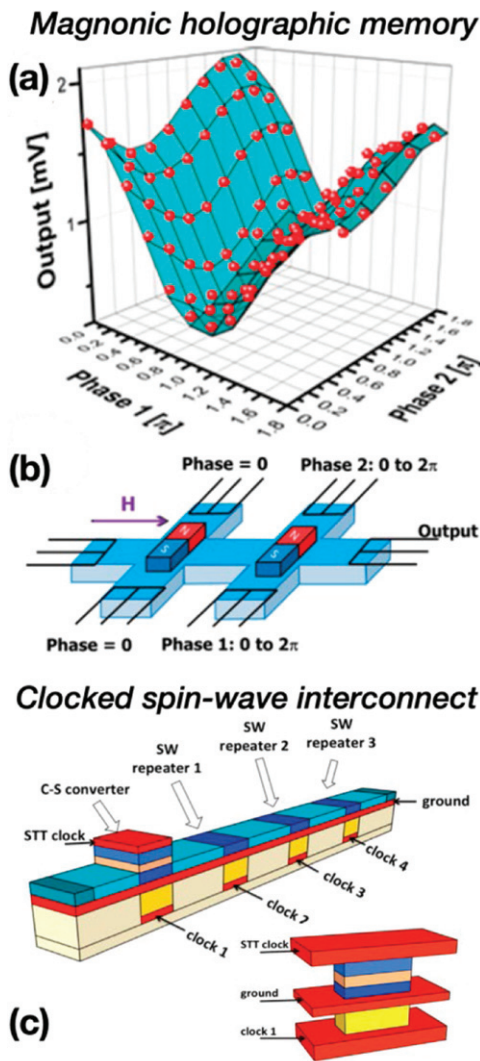 Magnonic holographic memory
(a)
2
1
Output [mV]
0.0
0.2
0.4
0.6
0.8
1.0
1.2
1.4
1.6
1.8
Phase 1 [π]
0.0
0.2
0.4
0.6
0.8
1.0
1.2
1.4
1.6
1.8
Phase 2 [π]
(b)
Phase = 0
Phase 2: 0 to 2π
H
N
S
N
S
Output
Phase = 0
Phase 1: 0 to 2π
Clocked spin-wave interconnect
SW
repeater 1
SW
repeater 2
SW
repeater 3
C-S converter
STT clock
ground
clock 4
clock 3
clock 2
clock 1
STT clock
ground
clock 1
(c)